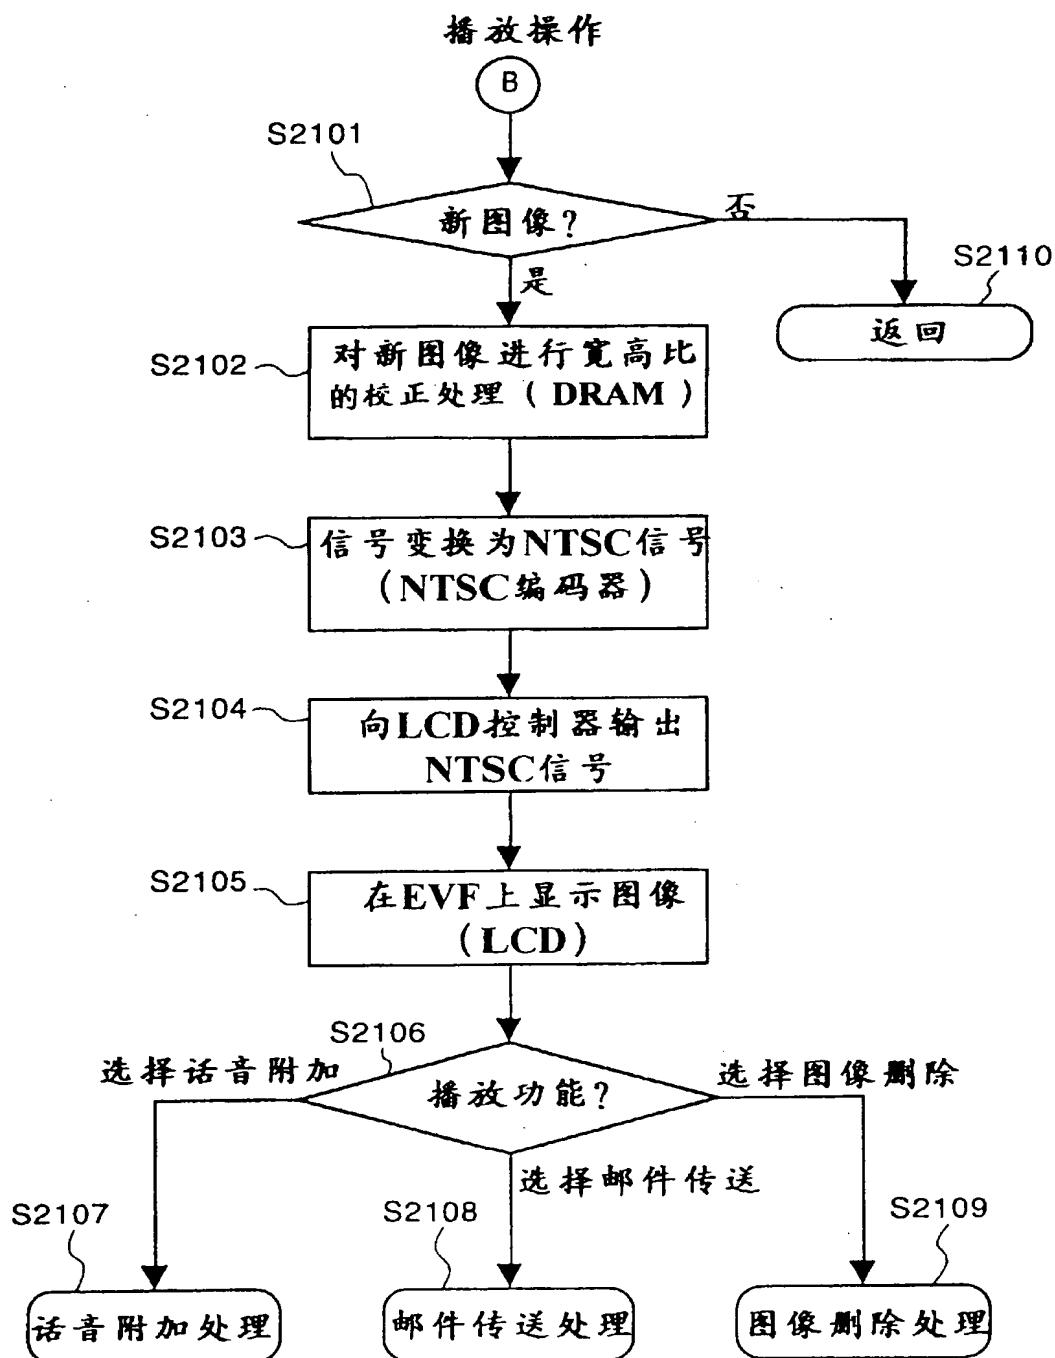 播放操作
B
S2101
新图像?
否
是
S2110
返回
S2102
对新图像进行宽高比
的校正处理(DRAM)
S2103
信号变换为NTSC信号
(NTSC编码器)
S2104
向LCD控制器输出
NTSC信号
S2105
在EVF上显示图像
(LCD)
S2106
选择话音附加
播放功能?
选择图像删除
选择邮件传送
S2107
S2108
S2109
话音附加处理
邮件传送处理
图像删除处理